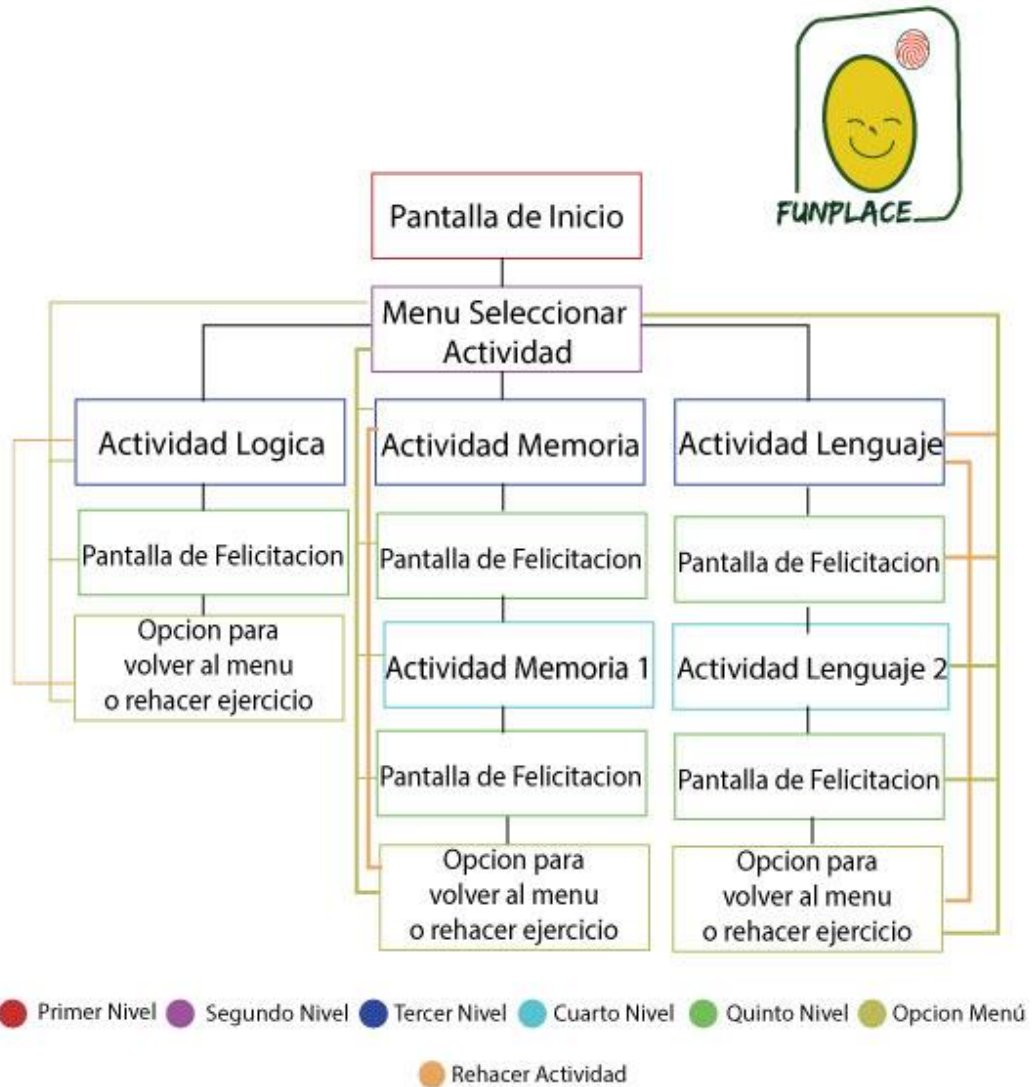 FUNPLACE
Pantalla de Inicio
Menu Seleccionar
Actividad
Actividad Logica
Actividad Memoria
Actividad Lenguaje
Pantalla de Felicitacion
Pantalla de Felicitacion
Pantalla de Felicitacion
Opcion para
volver al menu
o rehacer ejercicio
Actividad Memoria 1
Actividad Lenguaje 2
Pantalla de Felicitacion
Pantalla de Felicitacion
Opcion para
volver al menu
o rehacer ejercicio
Opcion para
volver al menu
o rehacer ejercicio
Primer Nivel
Segundo Nivel
Tercer Nivel
Cuarto Nivel
Quinto Nivel
Opcion Menú
Rehacer Actividad